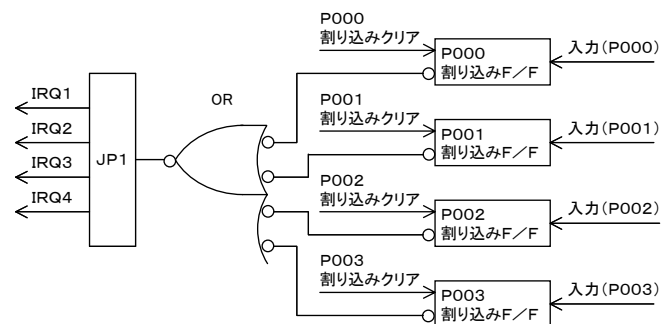 P000
割り込みクリア
P000
割り込みF／F
入力(P000)
IRQ1
IRQ2
IRQ3
IRQ4
JP1
OR
P001
割り込みクリア
P001
割り込みF／F
入力(P001)
P002
割り込みクリア
P002
割り込みF／F
入力(P002)
P003
割り込みクリア
P003
割り込みF／F
入力(P003)